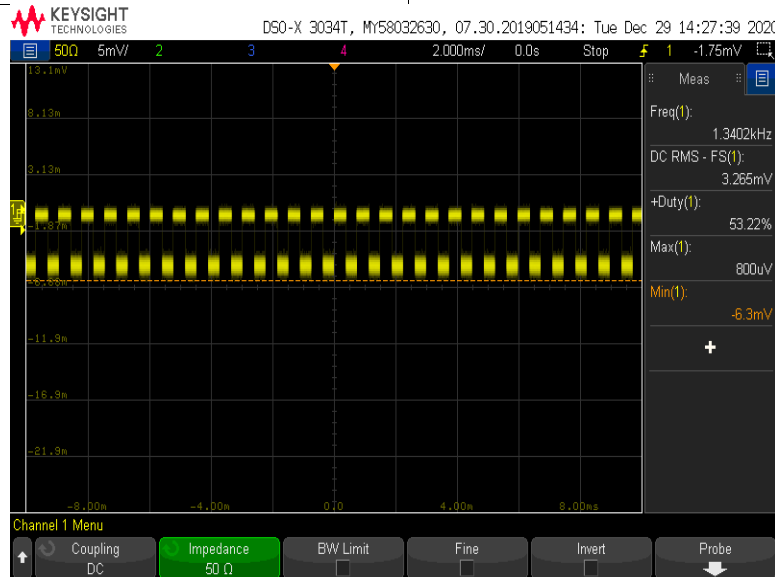 KEYSIGHT
TECHNOLOGIES
DSO-X 3034T, MY58032630, 07.30.2019051434: Tue Dec 29 14:27:39 2020
50Ω 5mV/ 2 3 4 2.000ms/ 0.0s Stop 1 -1.75mV
13.1mV
Meas
8.13m
Freq(1):
1.3402kHz
DC RMS - FS(1):
3.13m
3.265mV
+Duty(1):
-1.87m
53.22%
Max(1):
800uV
-6.88m
Min(1):
-6.3mV
-11.9m
-16.9m
-21.9m
-8.00m -4.00m 0.0 4.00m 8.00ms
Channel 1 Menu
Coupling Impedance BW Limit Fine Invert Probe
DC 50 Ω